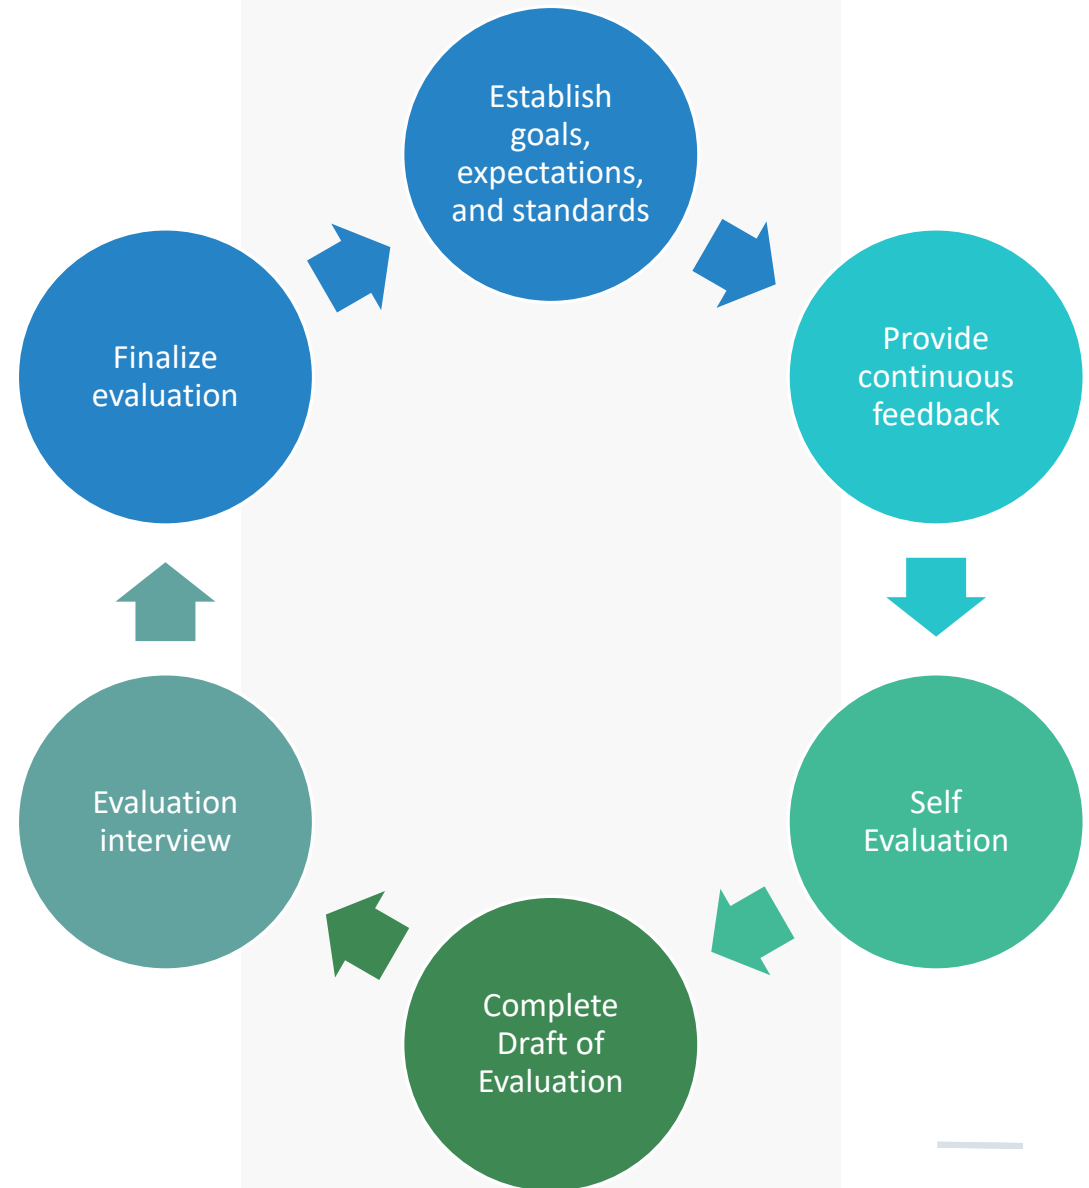 Establish
goals,
expectations,
and standards
Provide
continuous
feedback
Self
Evaluation
Complete
Draft of
Evaluation
Evaluation
interview
Finalize
evaluation